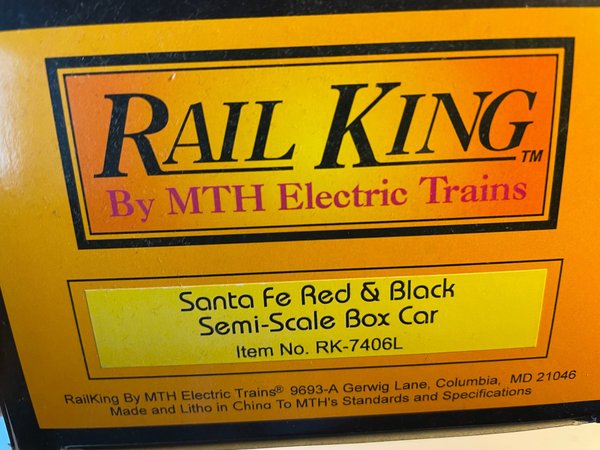 RAIL KING™
By MTH Electric Trains
Santa Fe Red & Black
Semi-Scale Box Car
Item No. RK-7406L
RailKing By MTH Electric Trains® 9693-A Gerwig Lane, Columbia, MD 21046
Made and Litho in China To MTH's Standards and Specifications